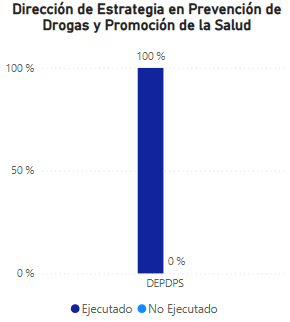 Dirección de Estrategia en Prevención de
Drogas y Promoción de la Salud
100 %
100 %
50 %
0 %
0 %
DEPDPS
Ejecutado No Ejecutado